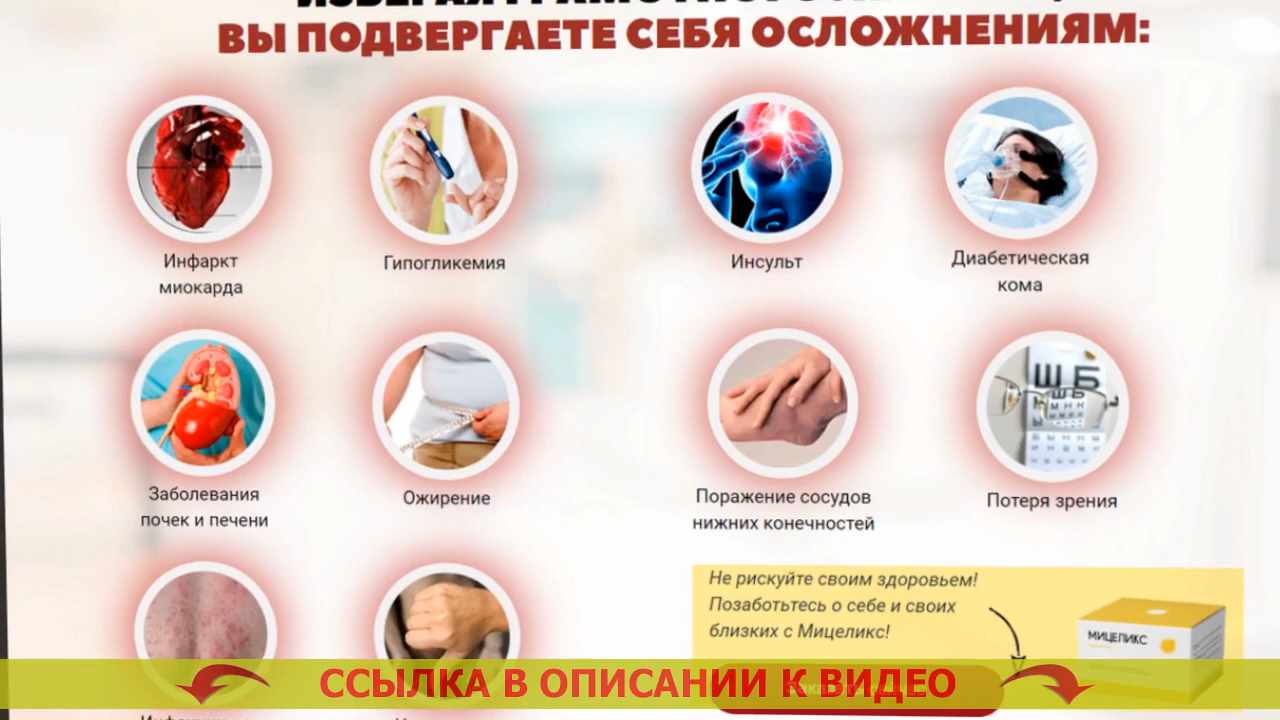 ВЫ ПОДВЕРГАЕТЕ СЕБЯ ОСЛОЖНЕНИЯМ:
Инфаркт
миокарда
Гипогликемия
Инсульт
Диабетическая
кома
Заболевания
почек и печени
Ожирение
Поражение сосудов
нижних конечностей
Потеря зрения
Ш Б
М Н К
Не рискуйте своим здоровьем!
Позаботьтесь о себе и своих
близких с Мицеликс!
МИЦЕЛИКС
ССЫЛКА В ОПИСАНИИ К ВИДЕО